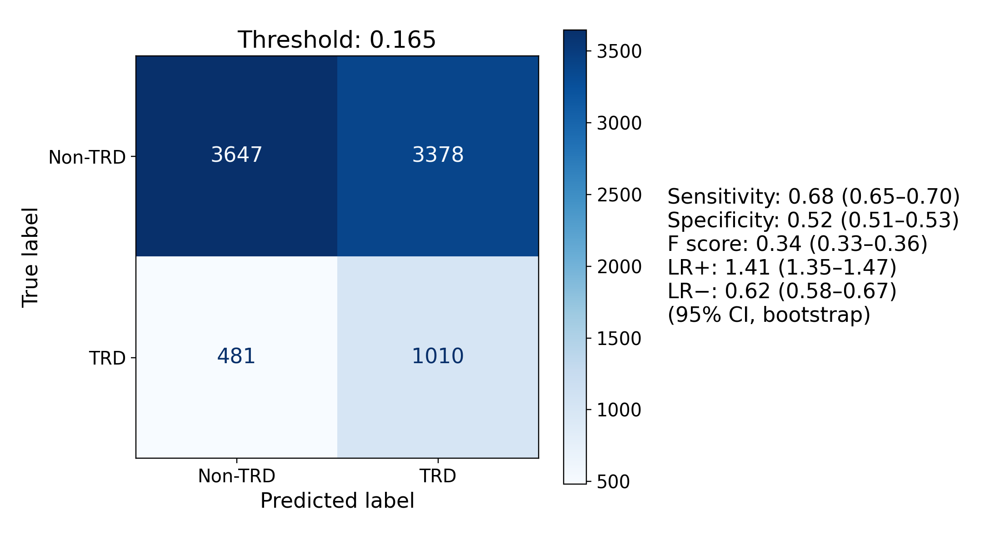 Threshold: 0.165
3500
3000
2500
2000
1500
1000
500
True label
Non-TRD
3647
3378
TRD
481
1010
Non-TRD
TRD
Predicted label
Sensitivity: 0.68 (0.65–0.70)
Specificity: 0.52 (0.51–0.53)
F score: 0.34 (0.33–0.36)
LR+: 1.41 (1.35–1.47)
LR−: 0.62 (0.58–0.67)
(95% CI, bootstrap)